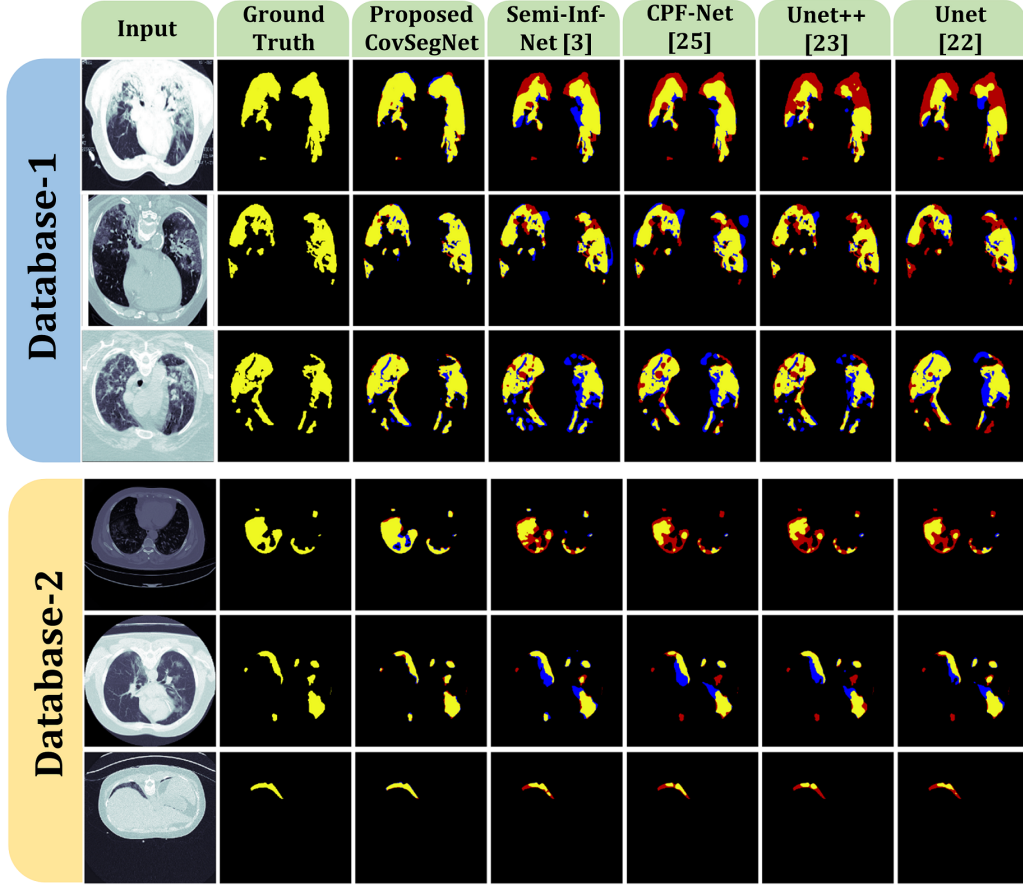 Input
Ground
Truth
Proposed
CovSegNet
Semi-Inf-
Net [3]
CPF-Net
[25]
Unet++
[23]
Unet
[22]
Database-1
Database-2